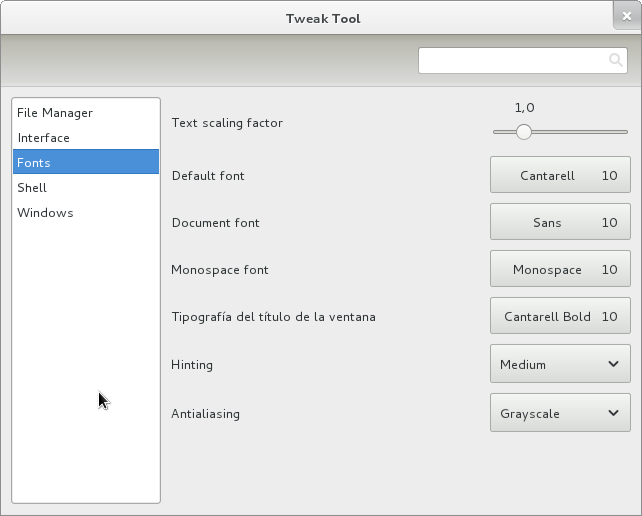 Tweak Tool
File Manager
Interface
Fonts
Shell
Windows
Text scaling factor 1,0
Default font Cantarell 10
Document font Sans 10
Monospace font Monospace 10
Tipografía del título de la ventana Cantarell Bold 10
Hinting Medium
Antialiasing Grayscale